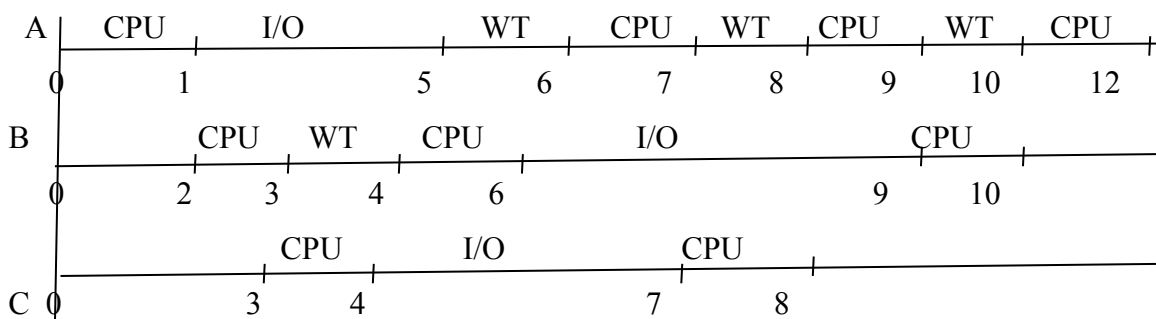 A CPU I/O WT CPU WT CPU WT CPU
0 1 5 6 7 8 9 10 12
B CPU WT CPU I/O CPU
0 2 3 4 6 9 10
CPU I/O CPU
C 0 3 4 7 8